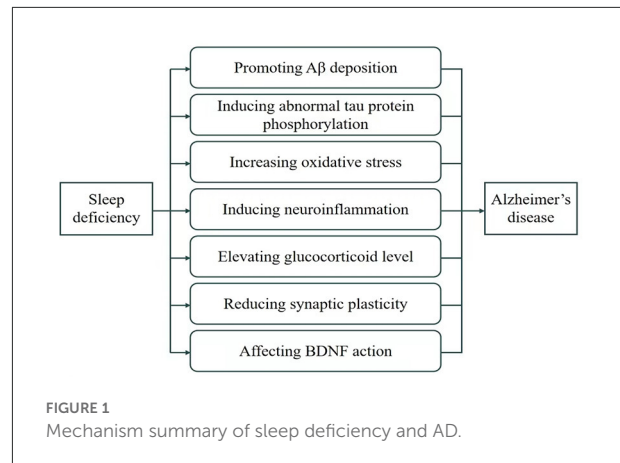 Promoting Aβ deposition
Inducing abnormal tau protein
phosphorylation
Increasing oxidative stress
Sleep
deficiency
Inducing neuroinflammation
Alzheimer's
disease
Elevating glucocorticoid level
Reducing synaptic plasticity
Affecting BDNF action
FIGURE 1
Mechanism summary of sleep deficiency and AD.